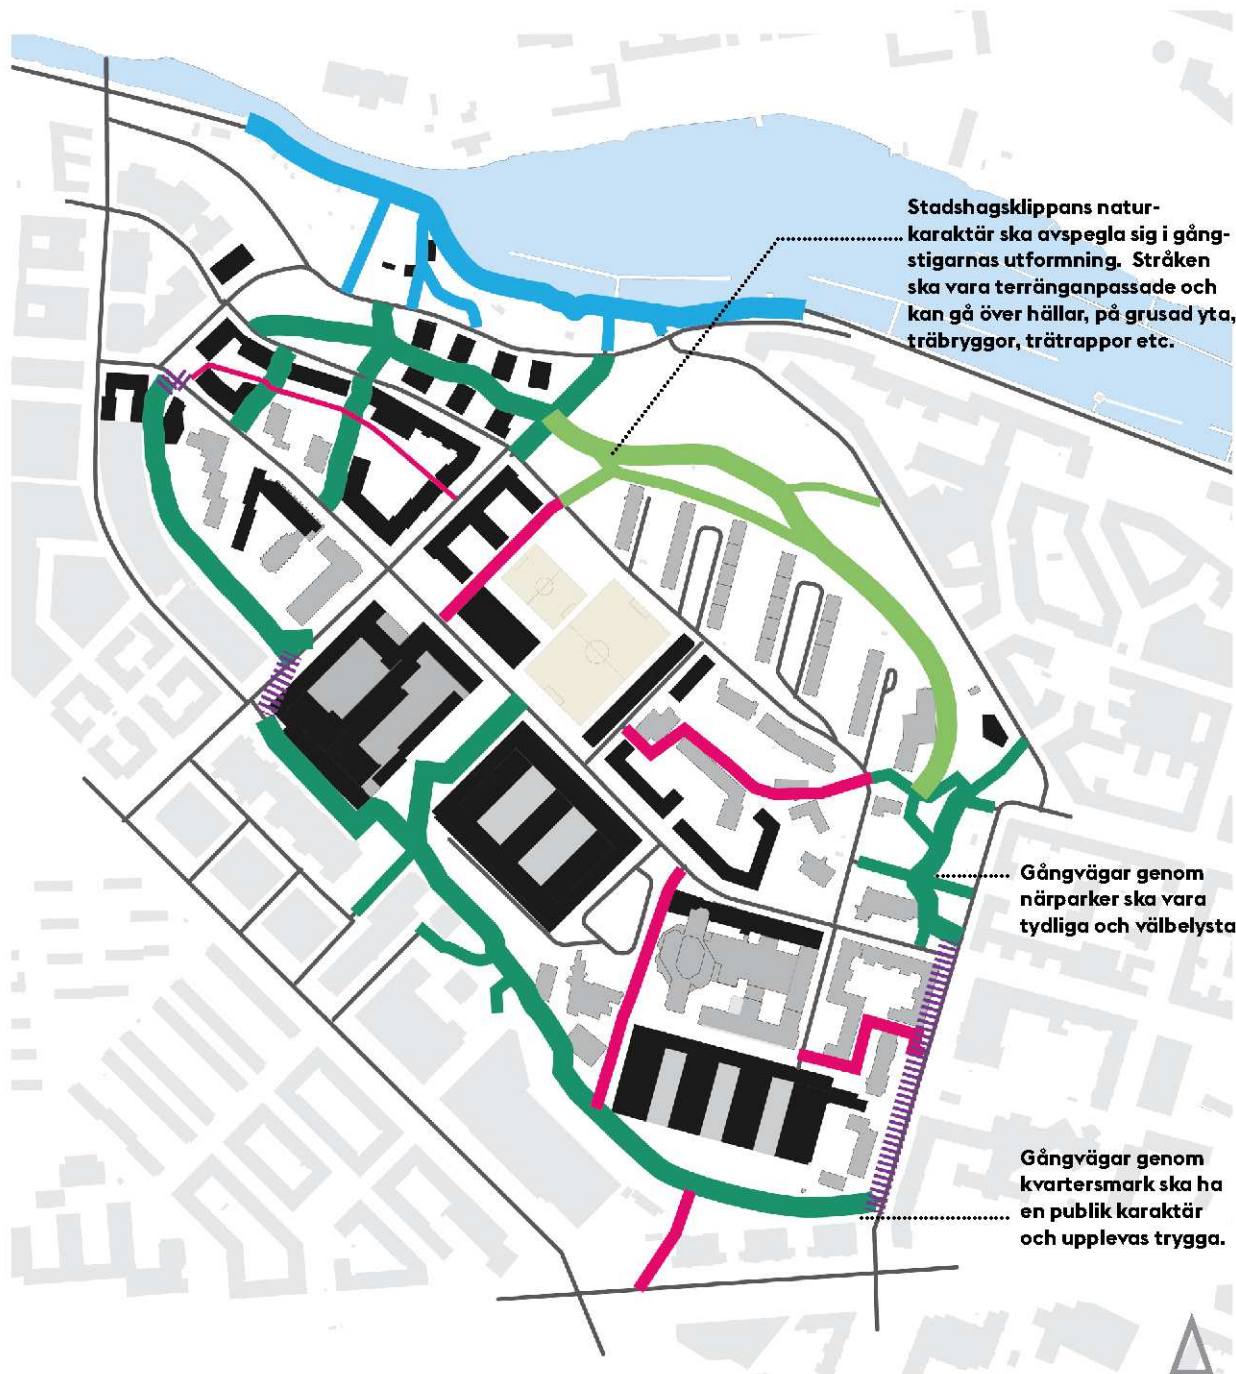 Stadshagsklippans natur-
karaktär ska avspegla sig i gång-
stigarnas utformning. Stråken
ska vara terränganpassade och
kan gå över hällar, på grusad yta,
träbryggor, trätrappor etc.
Gångvägar genom
närparker ska vara
tydliga och välbelysta
Gångvägar genom
kvartersmark ska ha
en publik karaktär
och upplevas trygga.